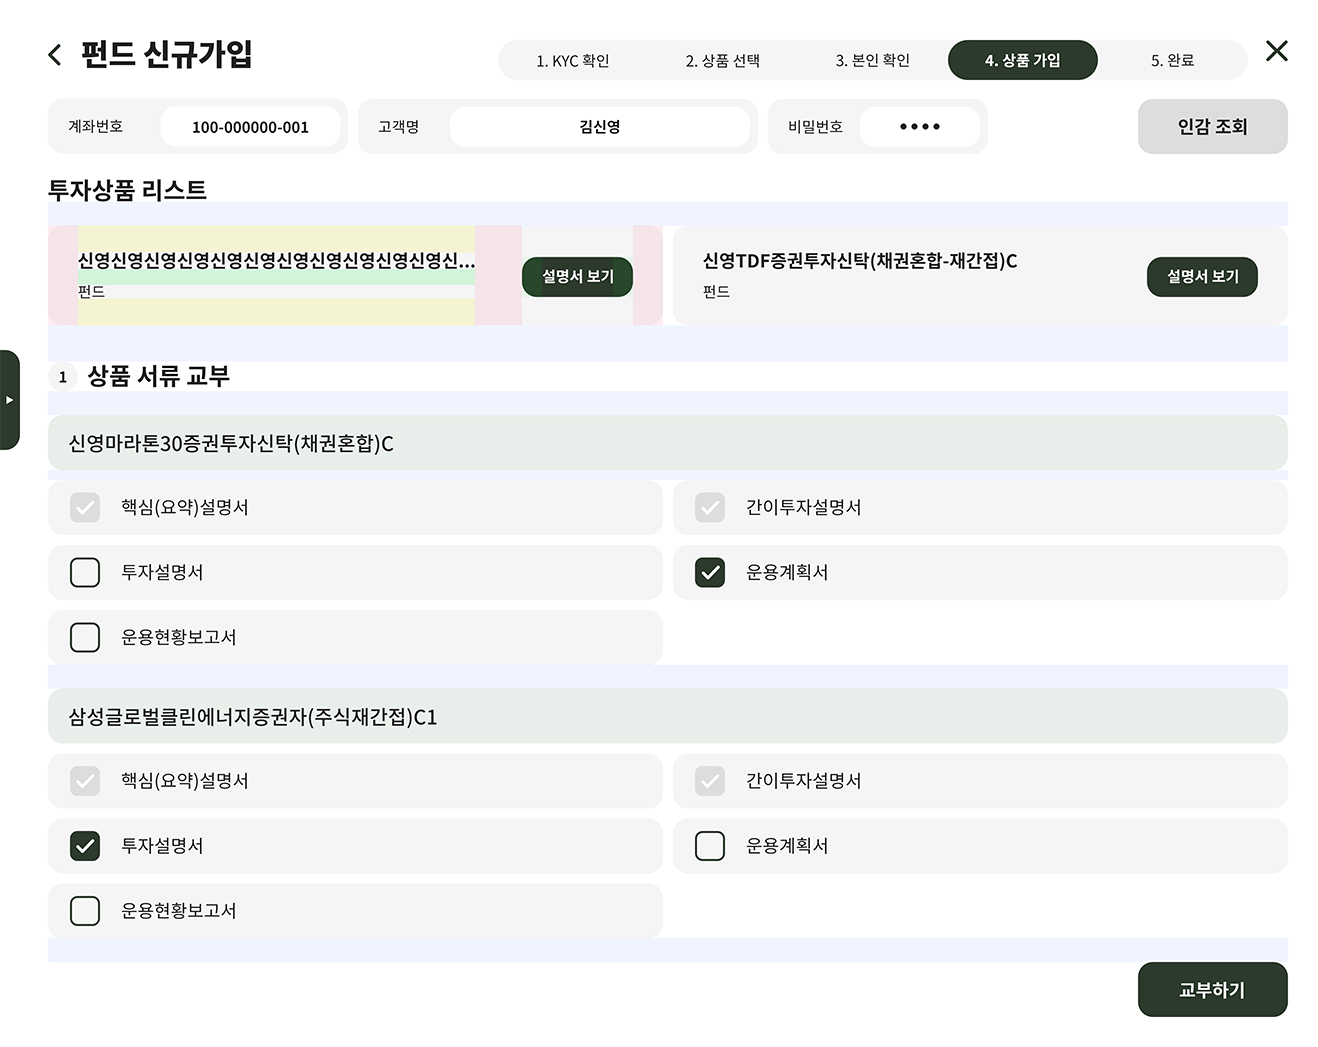 펀드 신규가입
1. KYC 확인
2. 상품 선택
3. 본인 확인
4. 상품 가입
5. 완료
계좌번호
100-000000-001
고객명
김신영
비밀번호
••••
인감 조회
투자상품 리스트
신영신영신영신영신영신영신영신영신영신영신영신...
펀드
설명서 보기
신영TDF증권투자신탁(채권혼합-재간접)C
펀드
설명서 보기
1 상품 서류 교부
신영마라톤30증권투자신탁(채권혼합)C
핵심(요약)설명서
간이투자설명서
투자설명서
운용계획서
운용현황보고서
삼성글로벌클린에너지증권자(주식재간접)C1
핵심(요약)설명서
간이투자설명서
투자설명서
운용계획서
운용현황보고서
교부하기